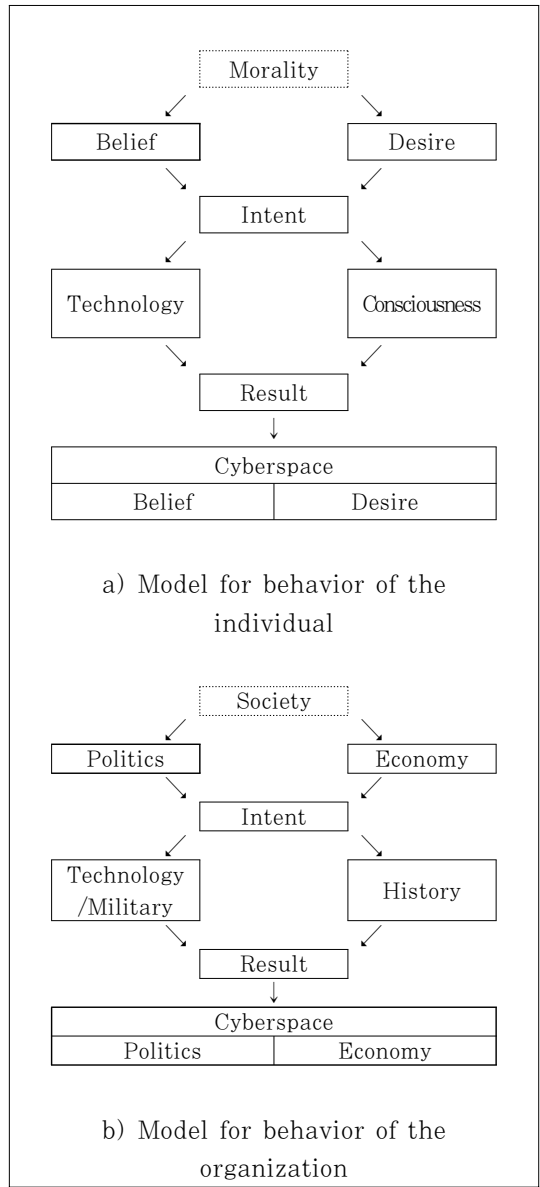 Morality
Belief Desire
Intent
Technology Consciousness
Result
Cyberspace
Belief Desire
a) Model for behavior of the
individual
Society
Politics Economy
Intent
Technology
/Military
History
Result
Cyberspace
Politics Economy
b) Model for behavior of the
organization